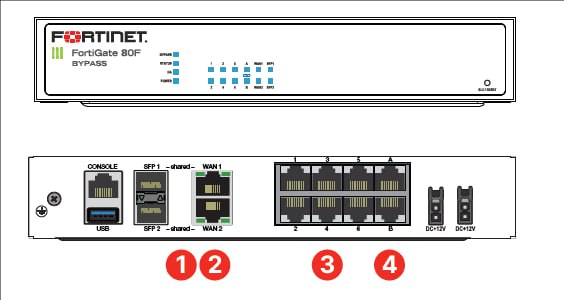 FORTINET
FortiGate 80F
BYPASS
BYPASS
STATUS
HA
POWER
1 3 5 A WAN1 SFP1
2 4 6 B WAN2 SFP2
BLE/RESET
CONSOLE SFP 1 –shared– WAN 1 1 3 5 A
USB SFP 2 –shared– WAN 2 2 4 6 B DC+12V DC+12V
1 2 3 4